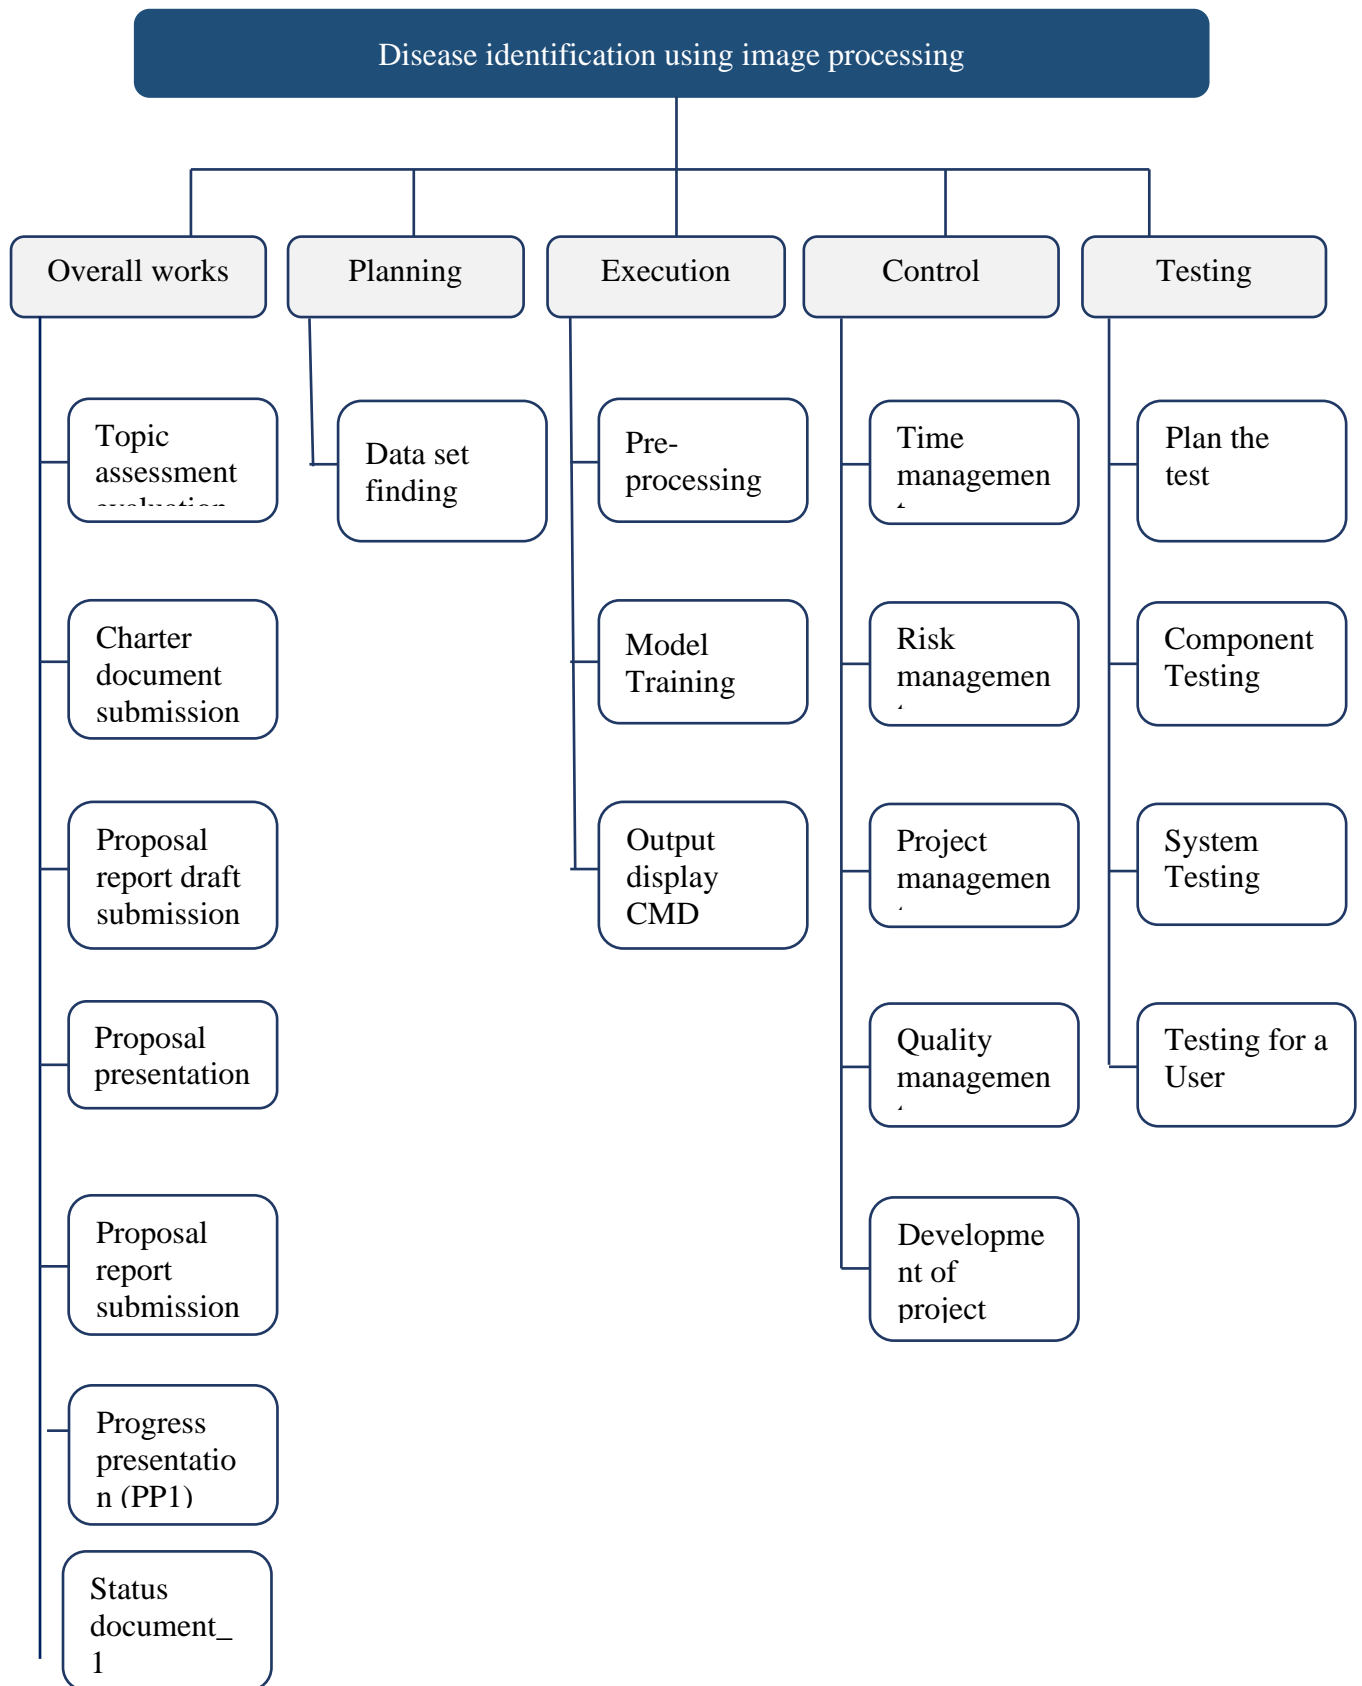 Disease identification using image processing
Overall works
Planning
Execution
Control
Testing
Topic
assessment
evaluation
Charter
document
submission
Proposal
report draft
submission
Proposal
presentation
Proposal
report
submission
Progress
presentatio
n (PP1)
Status
document_
1
Data set
finding
Pre-
processing
Model
Training
Output
display
CMD
Time
managemen
t
Risk
managemen
Project
managemen
Quality
managemen
Developme
nt of
project
Plan the
test
Component
Testing
System
Testing
Testing for a
User